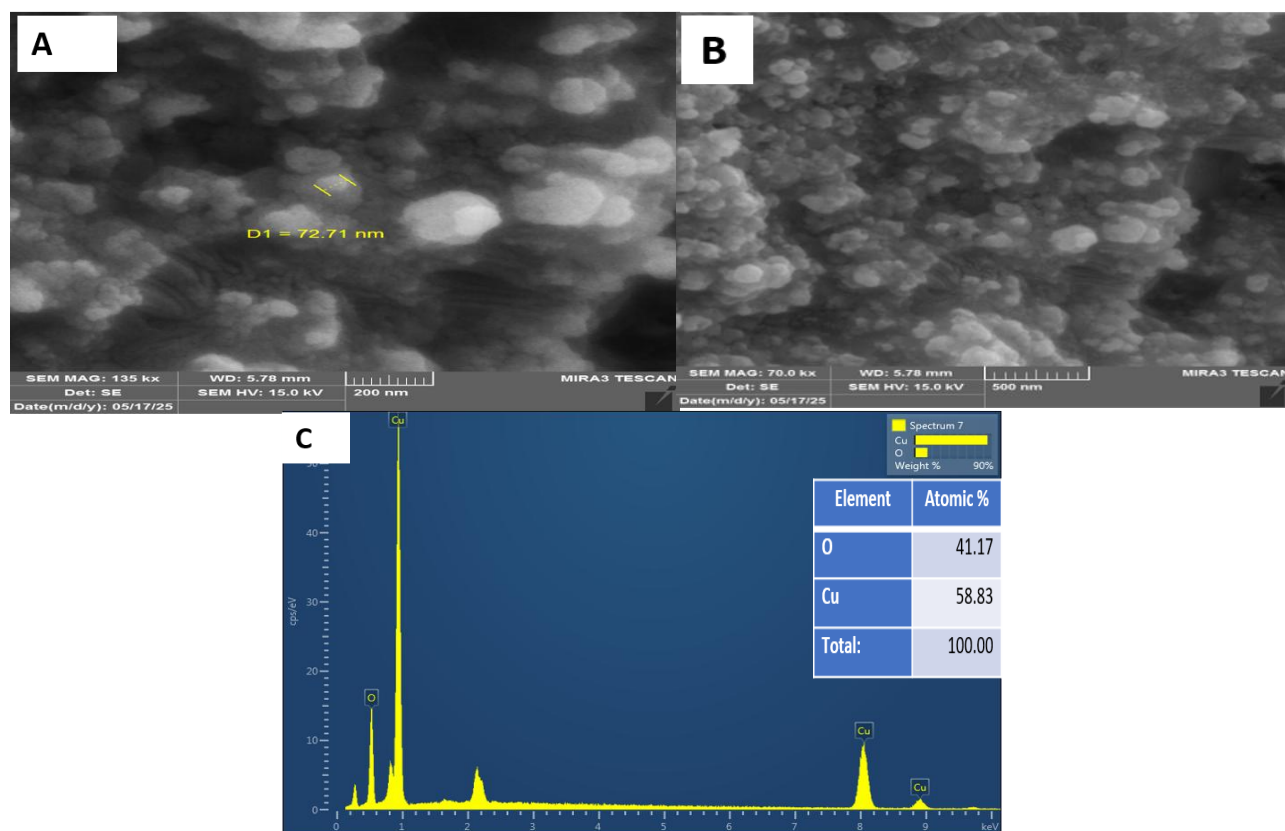 A
D1 = 72.71 nm
SEM MAG: 135 kx
WD: 5.78 mm
MIRA3 TESCAN
Det: SE
SEM HV: 15.0 kV
200 nm
Date(m/d/y): 05/17/25
B
SEM MAG: 70.0 kx
WD: 5.78 mm
MIRA3 TESCAN
Det: SE
SEM HV: 15.0 kV
500 nm
Date(m/d/y): 05/17/25
C
Cu
Spectrum 7
Cu
O
Weight %
90%
Element
Atomic %
O
41.17
Cu
58.83
Total:
100.00
40
cps/eV
30
20
O
10
Cu
Cu
0
0
1
2
3
4
5
6
7
8
9
keV